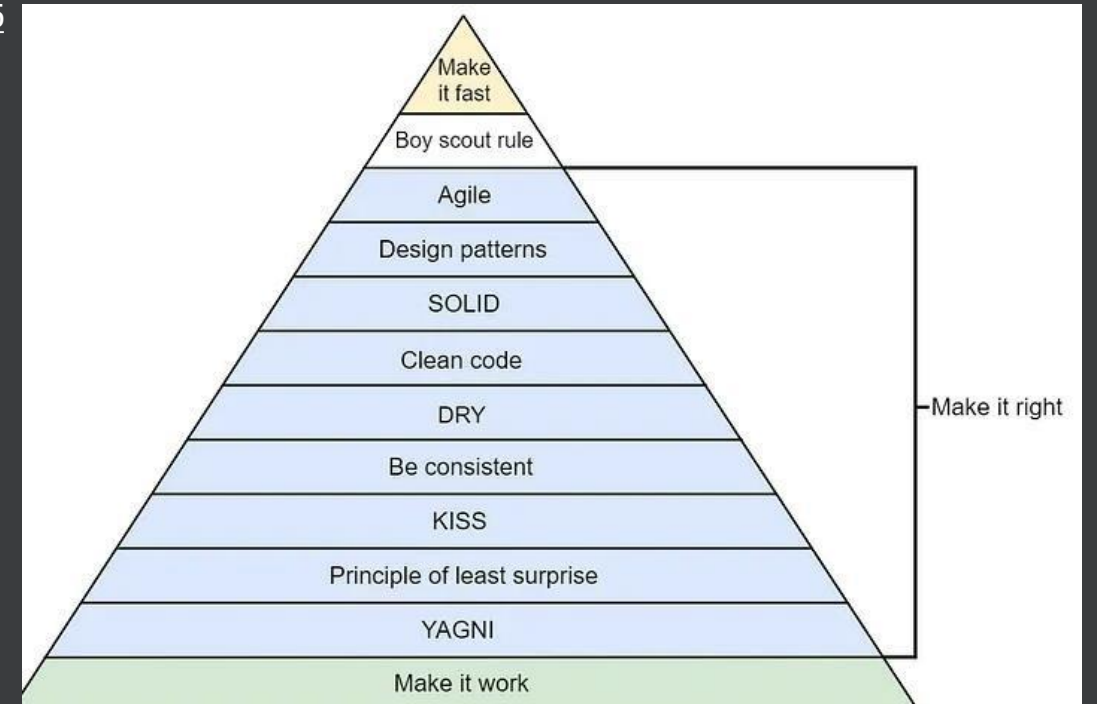 Make
it fast
Boy scout rule
Agile
Design patterns
SOLID
Clean code
DRY
Be consistent
KISS
Principle of least surprise
YAGNI
Make it work
Make it right